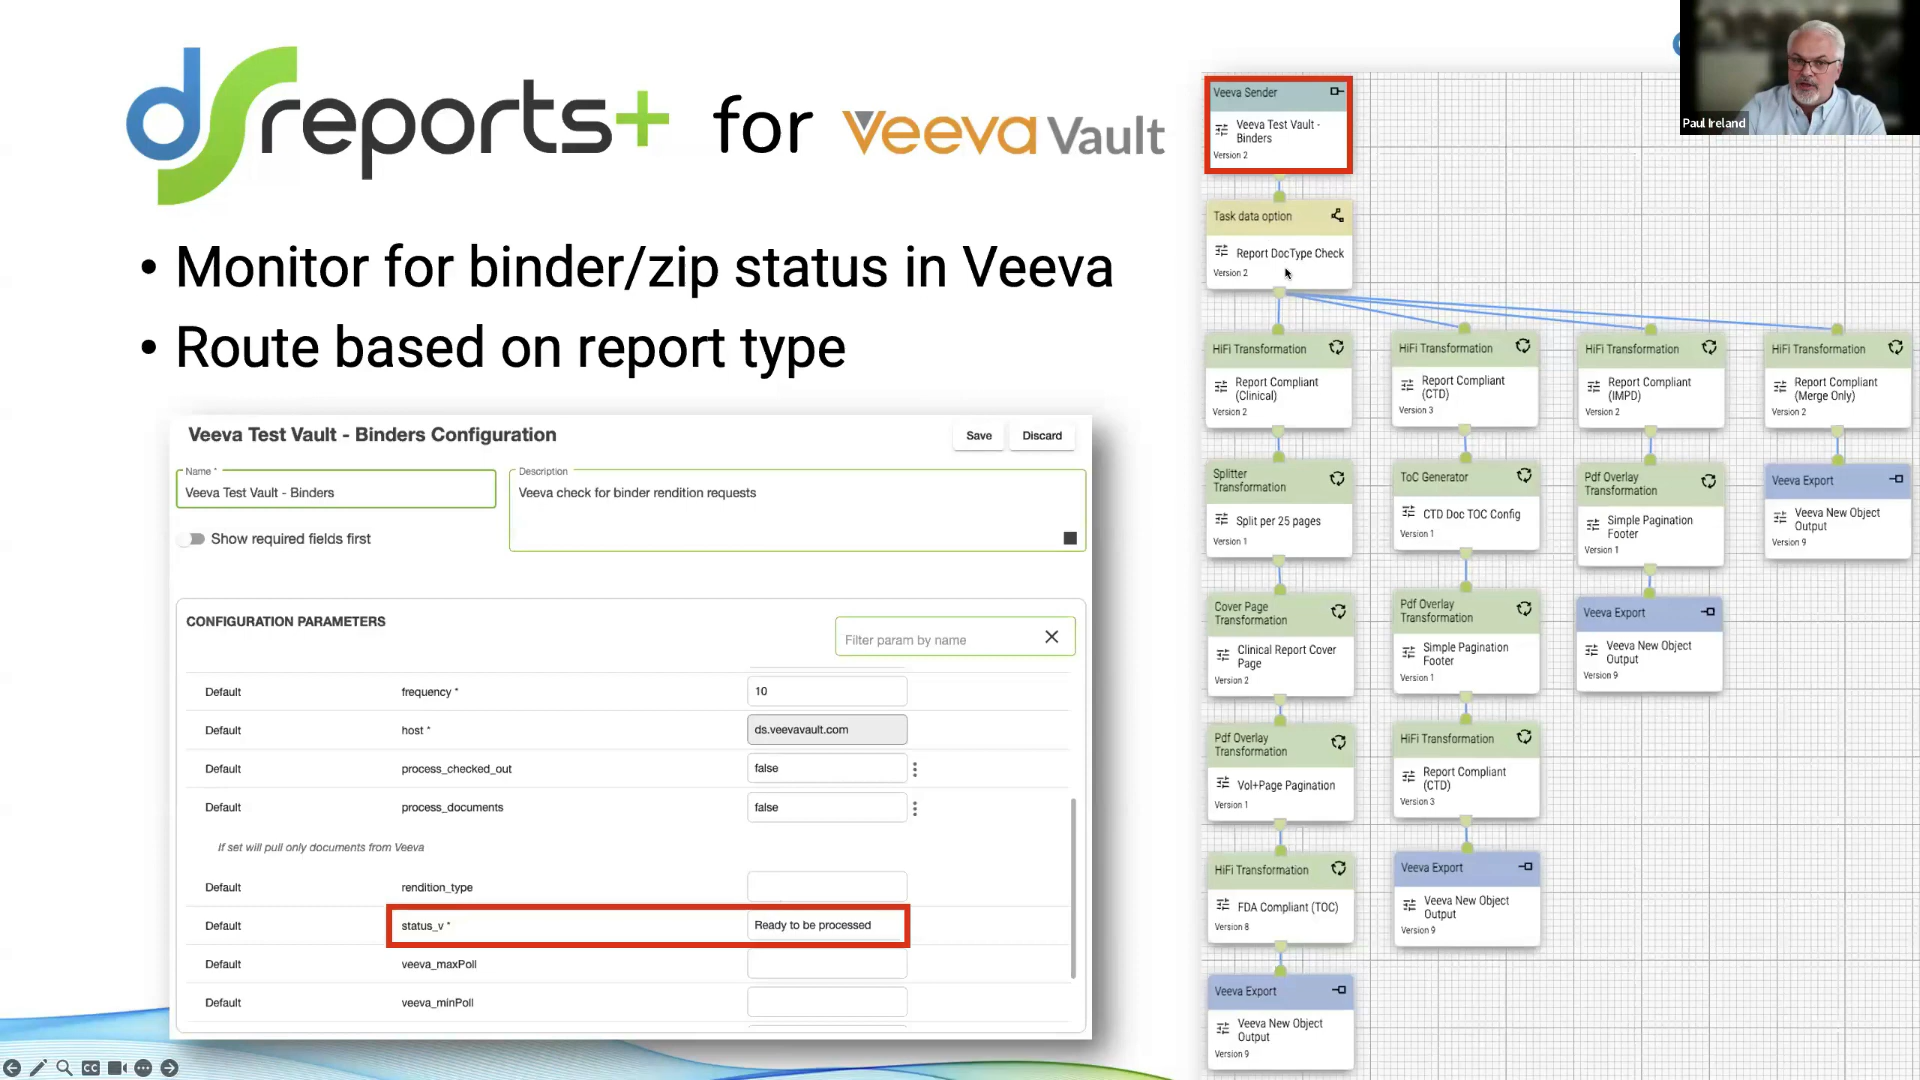 dsreports+ for Veeva Vault
• Monitor for binder/zip status in Veeva
• Route based on report type
Veeva Test Vault - Binders Configuration
Save
Discard
Name *
Veeva Test Vault - Binders
Description
Veeva check for binder rendition requests
Show required fields first
CONFIGURATION PARAMETERS
Filter param by name
Default frequency * 10
Default host * ds.veevavault.com
Default process_checked_out false
Default process_documents false
If set will pull only documents from Veeva
Default rendition_type
Default status_v * Ready to be processed
Default veeva_maxPoll
Default veeva_minPoll
CC
Paul Ireland
Veeva Sender
Veeva Test Vault -
Binders
Version 2
Task data option
Report DocType Check
Version 2
HiFi Transformation
Report Compliant
(Clinical)
Version 2
Splitter
Transformation
Split per 25 pages
Version 1
Cover Page
Transformation
Clinical Report Cover
Page
Version 2
Pdf Overlay
Transformation
Vol+Page Pagination
Version 1
HiFi Transformation
FDA Compliant (TOC)
Version 8
Veeva Export
Veeva New Object
Output
Version 9
HiFi Transformation
Report Compliant
(CTD)
Version 3
ToC Generator
CTD Doc TOC Config
Version 1
Pdf Overlay
Transformation
Simple Pagination
Footer
Version 1
HiFi Transformation
Report Compliant
(CTD)
Version 3
Veeva Export
Veeva New Object
Output
Version 9
HiFi Transformation
Report Compliant
(IMPD)
Version 2
Pdf Overlay
Transformation
Simple Pagination
Footer
Version 1
Veeva Export
Veeva New Object
Output
Version 9
HiFi Transformation
Report Compliant
(Merge Only)
Version 2
Veeva Export
Veeva New Object
Output
Version 9